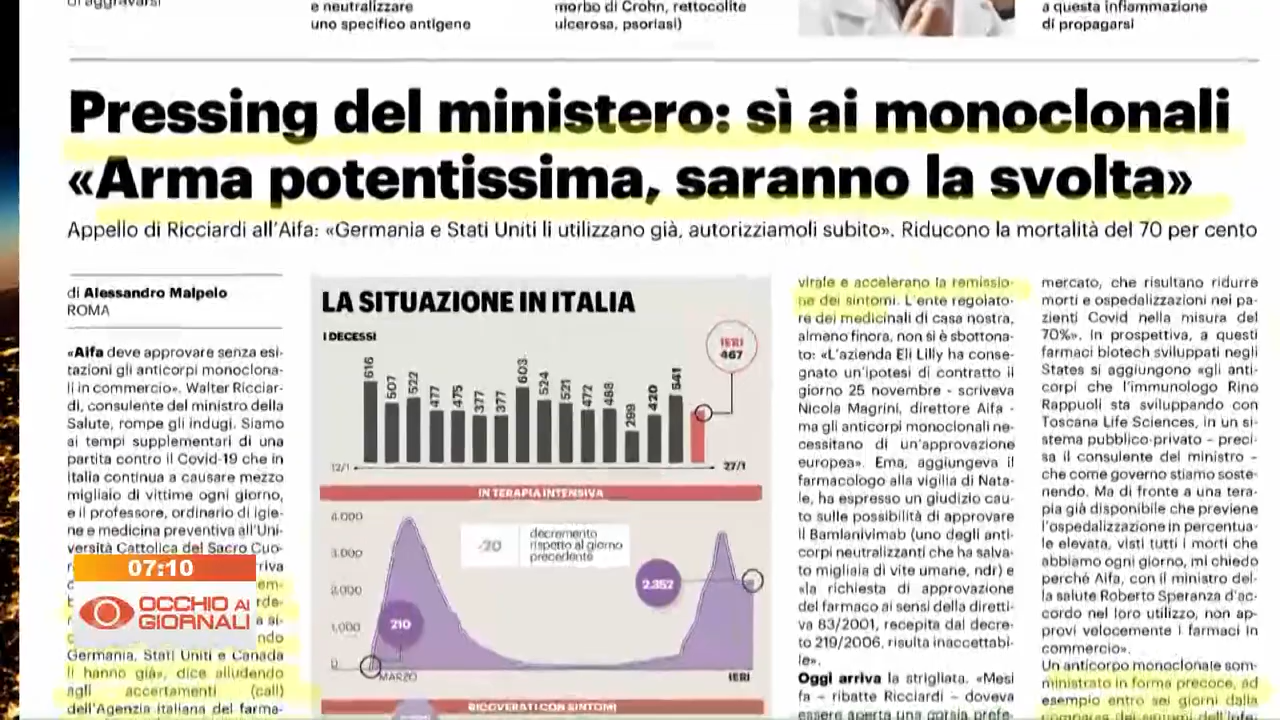 di aggravarsi
e neutralizzare
uno specifico antigene
morbo di Crohn, rettocolite
ulcerosa, psoriasi)
a questa infiammazione
di propagarsi
Pressing del ministero: sì ai monoclonali
«Arma potentissima, saranno la svolta»
Appello di Ricciardi all'Aifa: «Germania e Stati Uniti li utilizzano già, autorizziamoli subito». Riducono la mortalità del 70 per cento
di Alessandro Malpelo
ROMA
«Aifa deve approvare senza esi-
tazioni gli anticorpi monoclona-
li in commercio». Walter Ricciar-
di, consulente del ministro della
Salute, rompe gli indugi. Siamo
ai tempi supplementari di una
partita contro il Covid-19 che in
Italia continua a causare mezzo
migliaio di vittime ogni giorno,
e il professore, ordinario di igie-
ne e medicina preventiva all'Uni-
versità Cattolica del Sacro Cuo-
rriva
em-
rde-
a si-
ndo
Germania, Stati Uniti e Canada
li hanno già», dice alludendo
agli accertamenti (call)
dell'Agenzia italiana del farma-
07:10
OCCHIO AI
GIORNALI
LA SITUAZIONE IN ITALIA
I DECESSI
616
507
522
477
475
377
377
603
524
521
472
488
299
420
541
IERI
467
12/1
27/1
IN TERAPIA INTENSIVA
4.000
3.000
2.000
1.000
0
-20
decremento
rispetto al giorno
precedente
210
2.352
MARZO
IERI
RICOVERATI CON SINTOMI
virale e accelerano la remissio-
ne dei sintomi. L'ente regolato-
re dei medicinali di casa nostra,
almeno finora, non si è sbottona-
to: «L'azienda Eli Lilly ha conse-
gnato un'ipotesi di contratto il
giorno 25 novembre - scriveva
Nicola Magrini, direttore Aifa -
ma gli anticorpi monoclonali ne-
cessitano di un'approvazione
europea». Ema, aggiungeva il
farmacologo alla vigilia di Nata-
le, ha espresso un giudizio cau-
to sulle possibilità di approvare
il Bamlanivimab (uno degli anti-
corpi neutralizzanti che ha salva-
to migliaia di vite umane, ndr) e
«la richiesta di approvazione
del farmaco ai sensi della diretti-
va 83/2001, recepita dal decre-
to 219/2006, risulta inaccettabi-
le».
Oggi arriva la strigliata. «Mesi
fa - ribatte Ricciardi - doveva
essere aperta una corsia prefe-
mercato, che risultano ridurre
morti e ospedalizzazioni nei pa-
zienti Covid nella misura del
70%». In prospettiva, a questi
farmaci biotech sviluppati negli
States si aggiungono «gli anti-
corpi che l'immunologo Rino
Rappuoli sta sviluppando con
Toscana Life Sciences, in un si-
stema pubblico-privato - preci-
sa il consulente del ministro -
che come governo stiamo soste-
nendo. Ma di fronte a una tera-
pia già disponibile che previene
l'ospedalizzazione in percentua-
le elevata, visti tutti i morti che
abbiamo ogni giorno, mi chiedo
perché Aifa, con il ministro del-
la salute Roberto Speranza d'ac-
cordo nel loro utilizzo, non ap-
provi velocemente i farmaci in
commercio».
Un anticorpo monoclonale som-
ministrato in forma precoce, ad
esempio entro sei giorni dalla